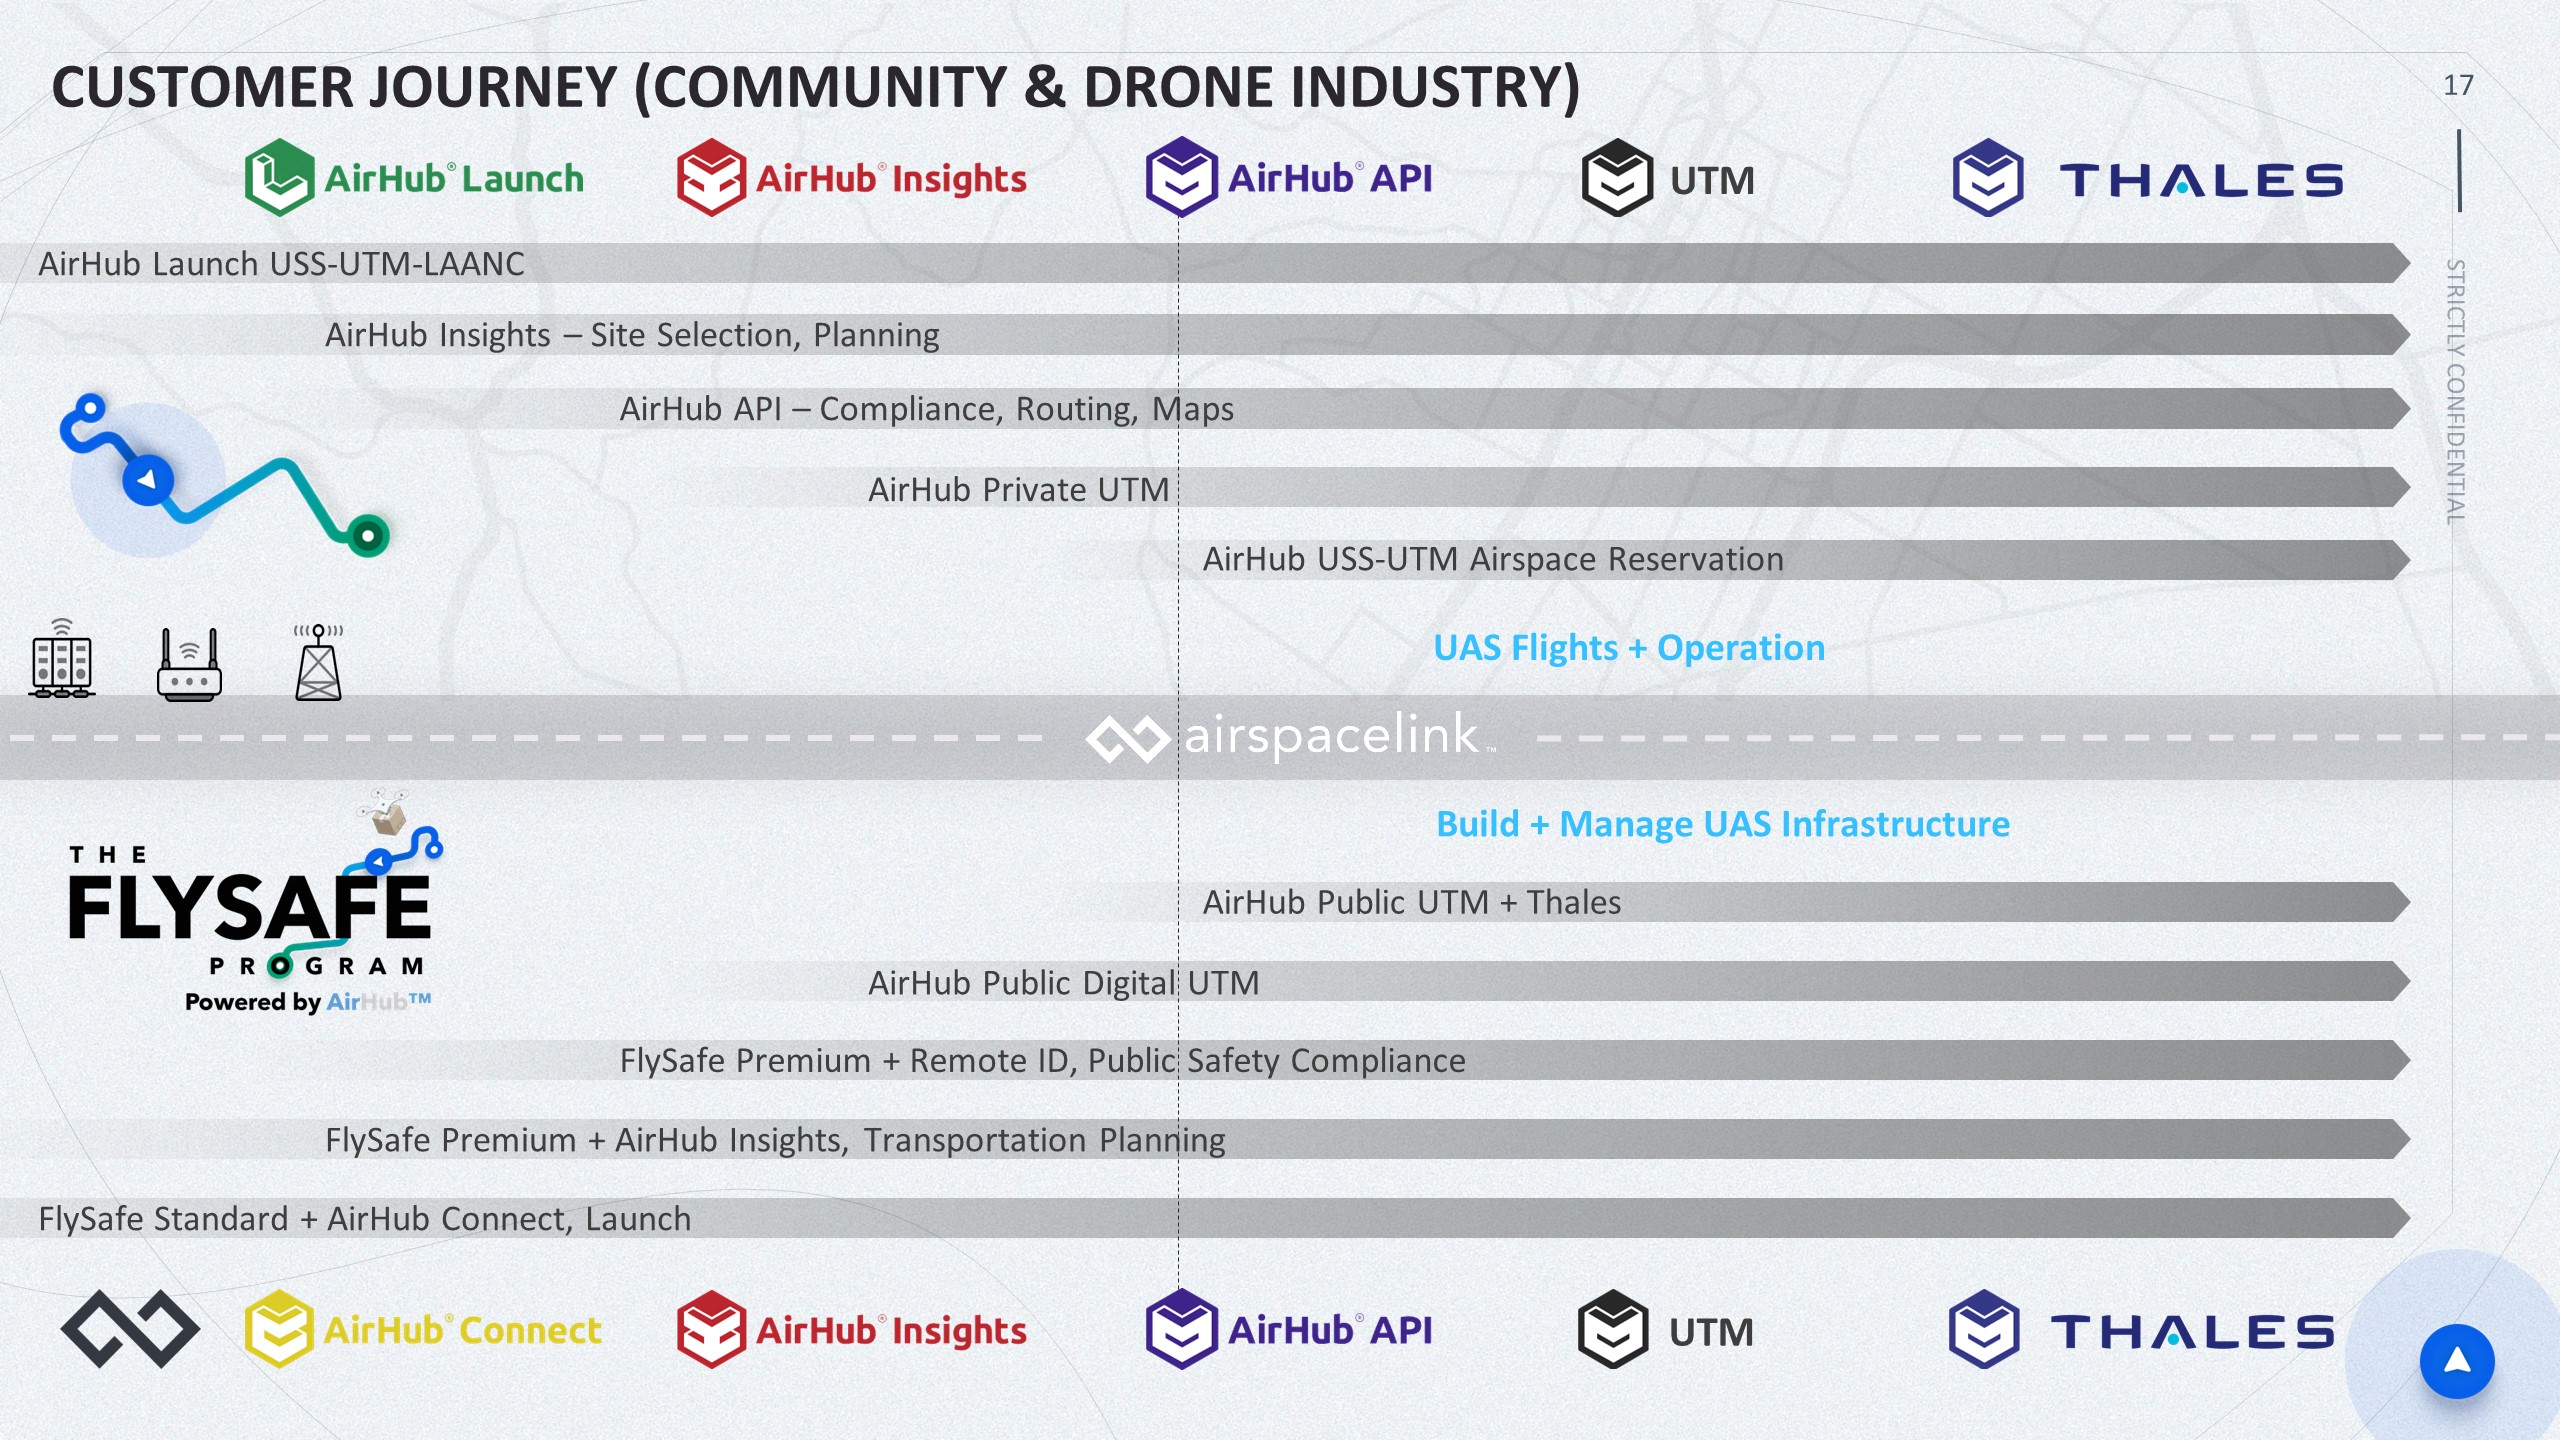 CUSTOMER JOURNEY (COMMUNITY & DRONE INDUSTRY)
17
AirHub® Launch
AirHub® Insights
AirHub® API
UTM
THALES
STRICTLY CONFIDENTIAL
AirHub Launch USS-UTM-LAANC
AirHub Insights – Site Selection, Planning
AirHub API – Compliance, Routing, Maps
AirHub Private UTM
AirHub USS-UTM Airspace Reservation
UAS Flights + Operation
airspacelink™
Build + Manage UAS Infrastructure
THE
FLYSAFE
PROGRAM
Powered by AirHub™
AirHub Public UTM + Thales
AirHub Public Digital UTM
FlySafe Premium + Remote ID, Public Safety Compliance
FlySafe Premium + AirHub Insights, Transportation Planning
FlySafe Standard + AirHub Connect, Launch
AirHub® Connect
AirHub® Insights
AirHub® API
UTM
THALES